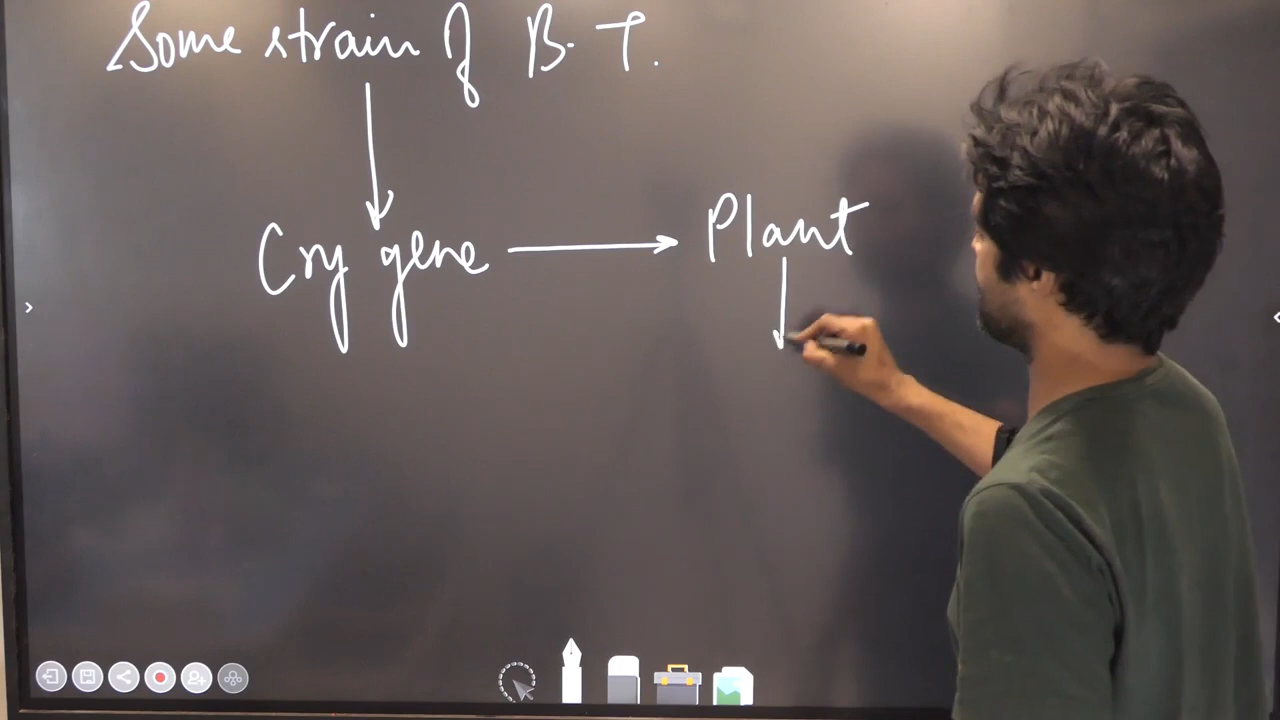 Some strain of B.T.
Cry gene → Plant